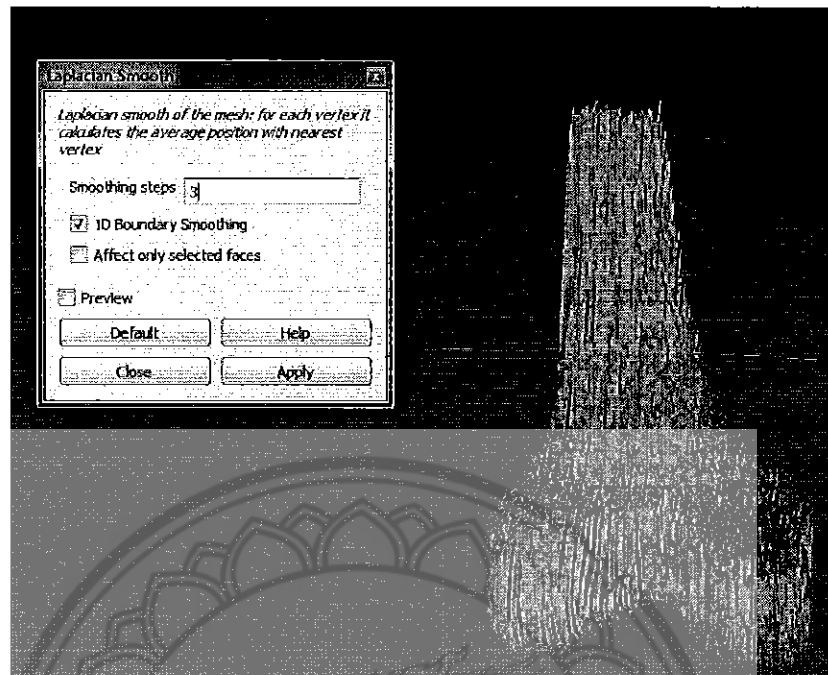 Laplacian Smooth
Laplacian smooth of the mesh: for each vertex it
calculates the average position with nearest
vertex
Smoothing steps 3
1D Boundary Smoothing
Affect only selected faces
Preview
Default Help
Close Apply